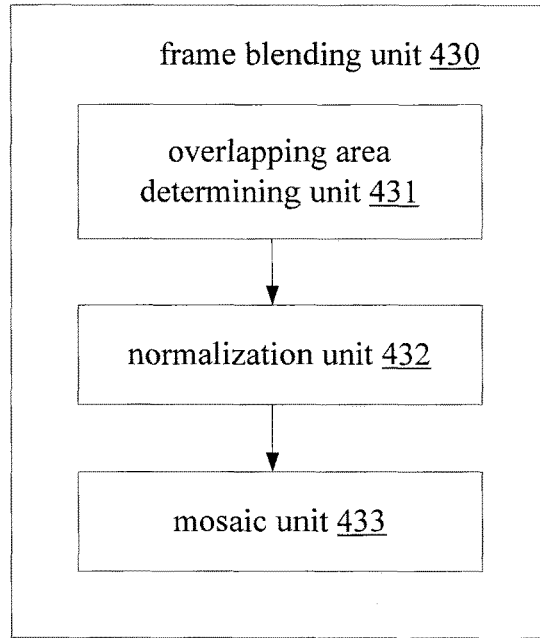 frame blending unit 430
overlapping area
determining unit 431
normalization unit 432
mosaic unit 433